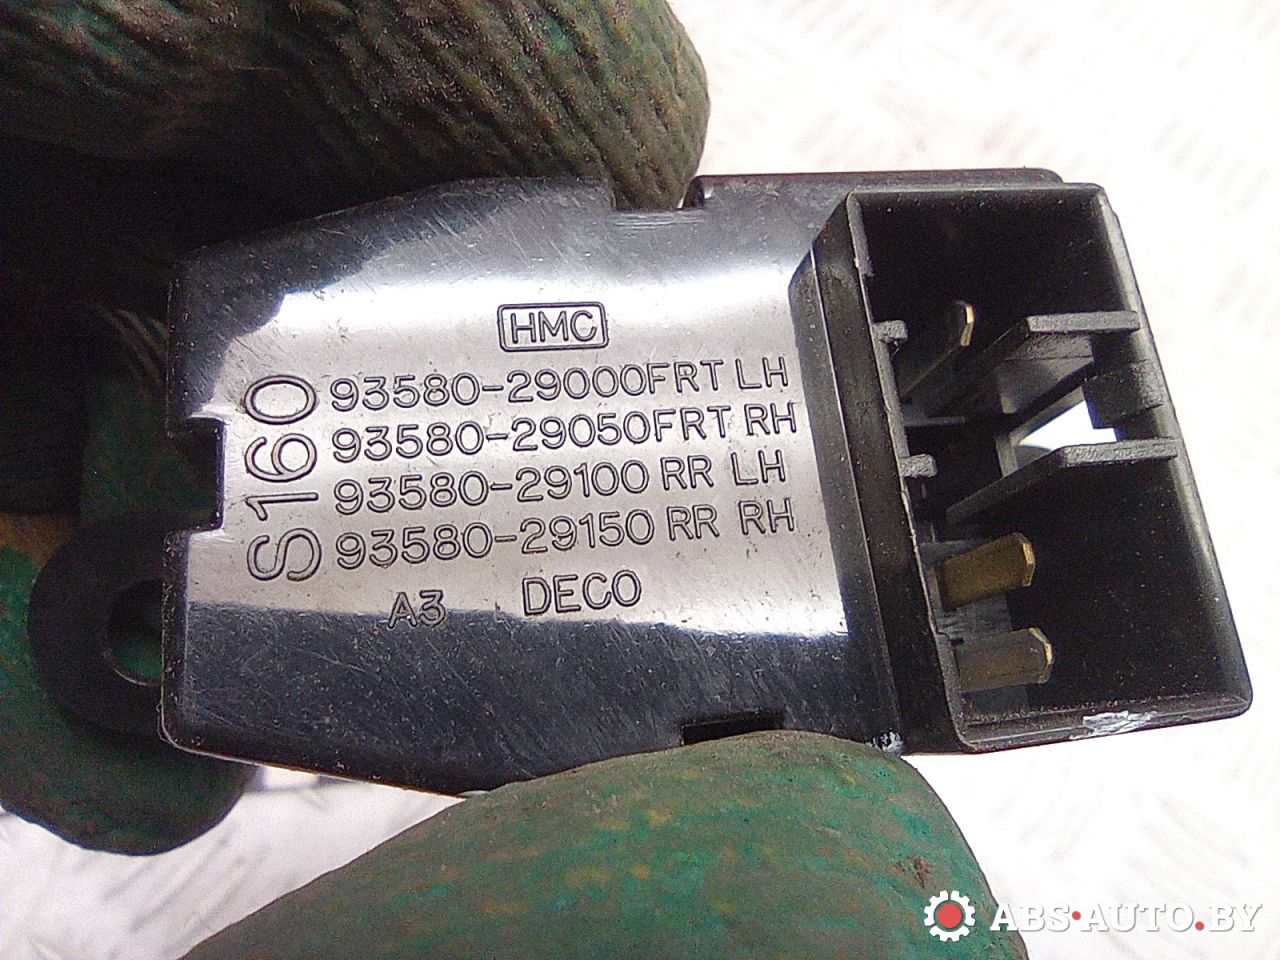 HMC
S160
93580-29000FRT LH
93580-29050FRT RH
93580-29100 RR LH
93580-29150 RR RH
A3 DECO
ABS·AUTO.BY